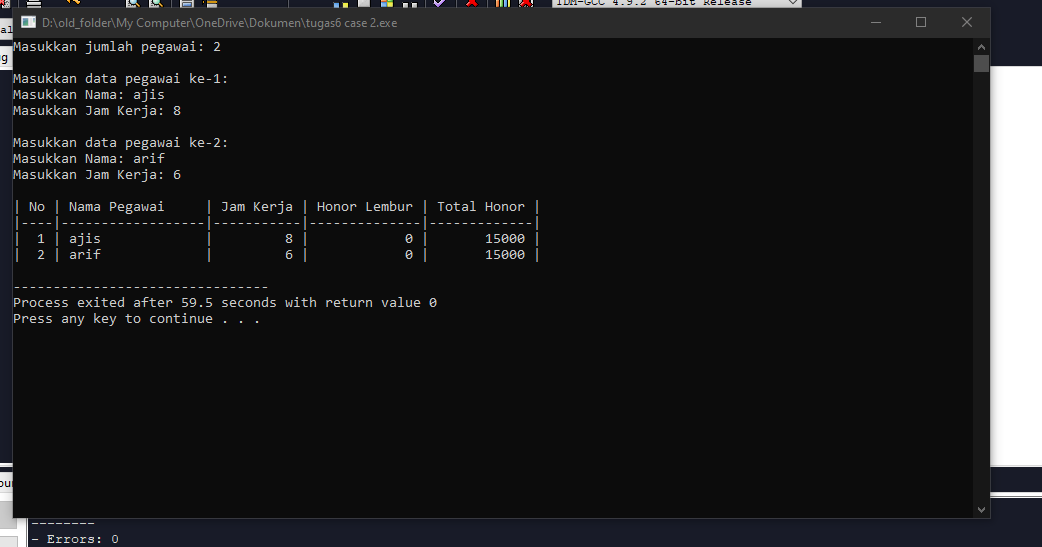 TDM-GCC 4.9.2 64-bit Release
D:\old_folder\My Computer\OneDrive\Dokumen\tugas6 case 2.exe
Masukkan jumlah pegawai: 2
Masukkan data pegawai ke-1:
Masukkan Nama: ajis
Masukkan Jam Kerja: 8
Masukkan data pegawai ke-2:
Masukkan Nama: arif
Masukkan Jam Kerja: 6
| No | Nama Pegawai     | Jam Kerja | Honor Lembur | Total Honor |
|----|------------------|-----------|--------------|-------------|
|  1 | ajis             |         8 |            0 |       15000 |
|  2 | arif             |         6 |            0 |       15000 |
--------------------------------
Process exited after 59.5 seconds with return value 0
Press any key to continue . . .
--------
- Errors: 0